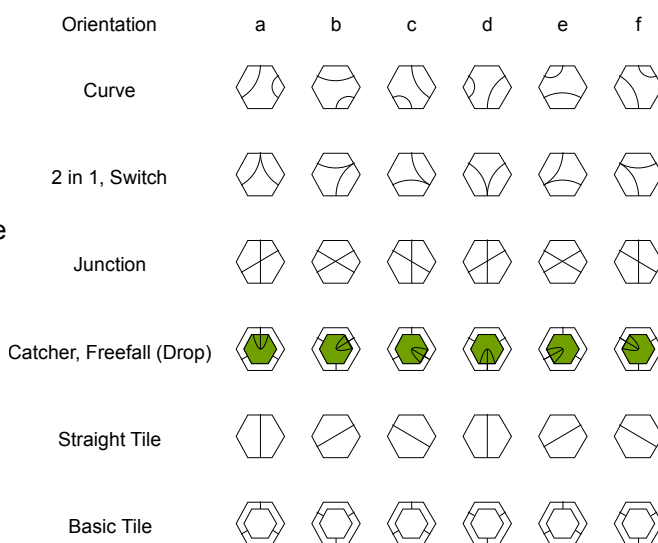 Orientation a b c d e f
Curve
2 in 1, Switch
e
Junction
Catcher, Freefall (Drop)
Straight Tile
Basic Tile